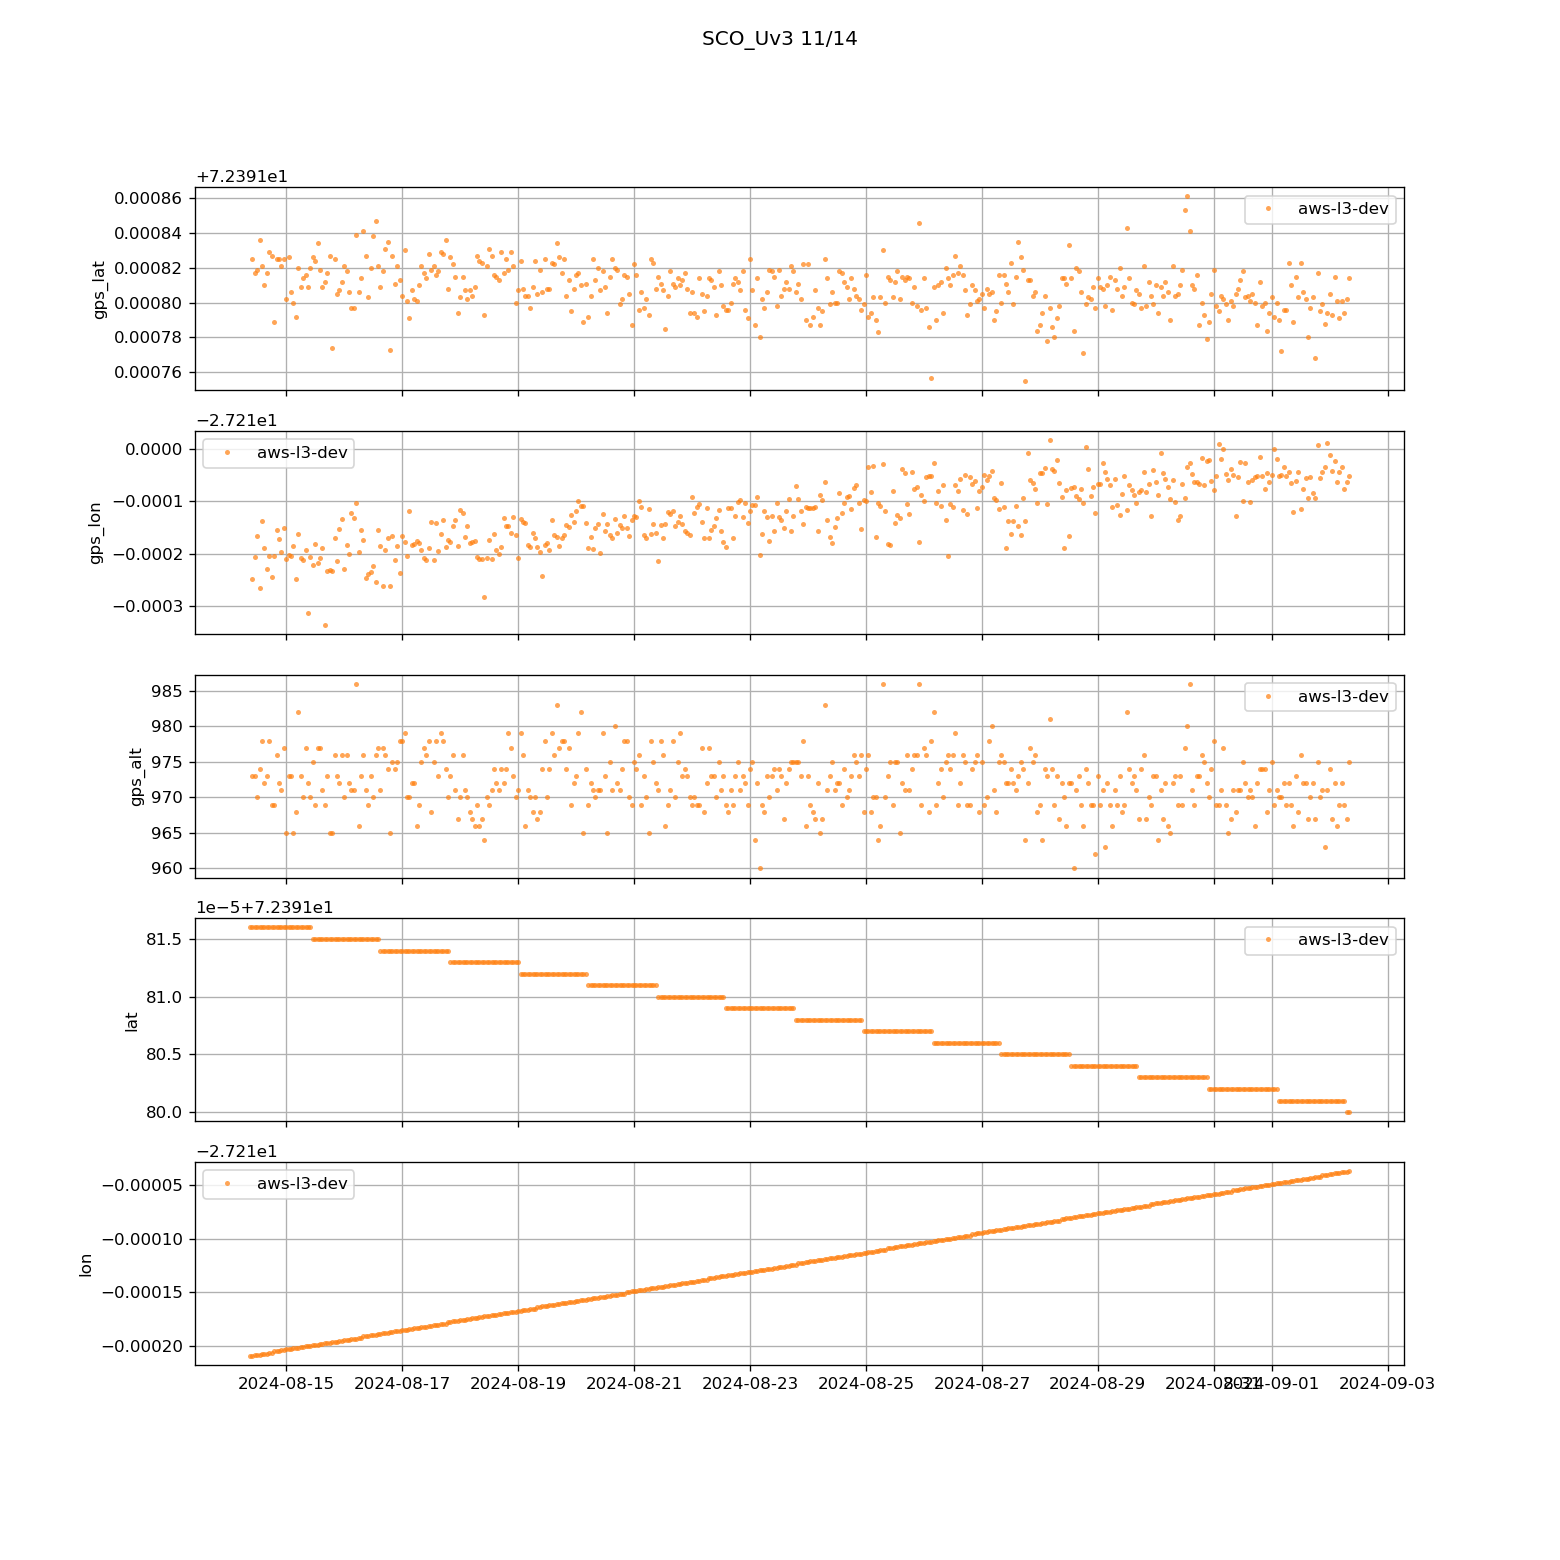 SCO_Uv3 11/14
+7.2391e1
0.00086
0.00084
0.00082
0.00080
0.00078
0.00076
gps_lat
aws-l3-dev
−2.721e1
0.0000
−0.0001
−0.0002
−0.0003
gps_lon
aws-l3-dev
985
980
975
970
965
960
gps_alt
aws-l3-dev
1e−5+7.2391e1
81.5
81.0
80.5
80.0
lat
aws-l3-dev
−2.721e1
−0.00005
−0.00010
−0.00015
−0.00020
lon
aws-l3-dev
2024-08-15 2024-08-17 2024-08-19 2024-08-21 2024-08-23 2024-08-25 2024-08-27 2024-08-29 2024-08-31 2024-09-01 2024-09-03